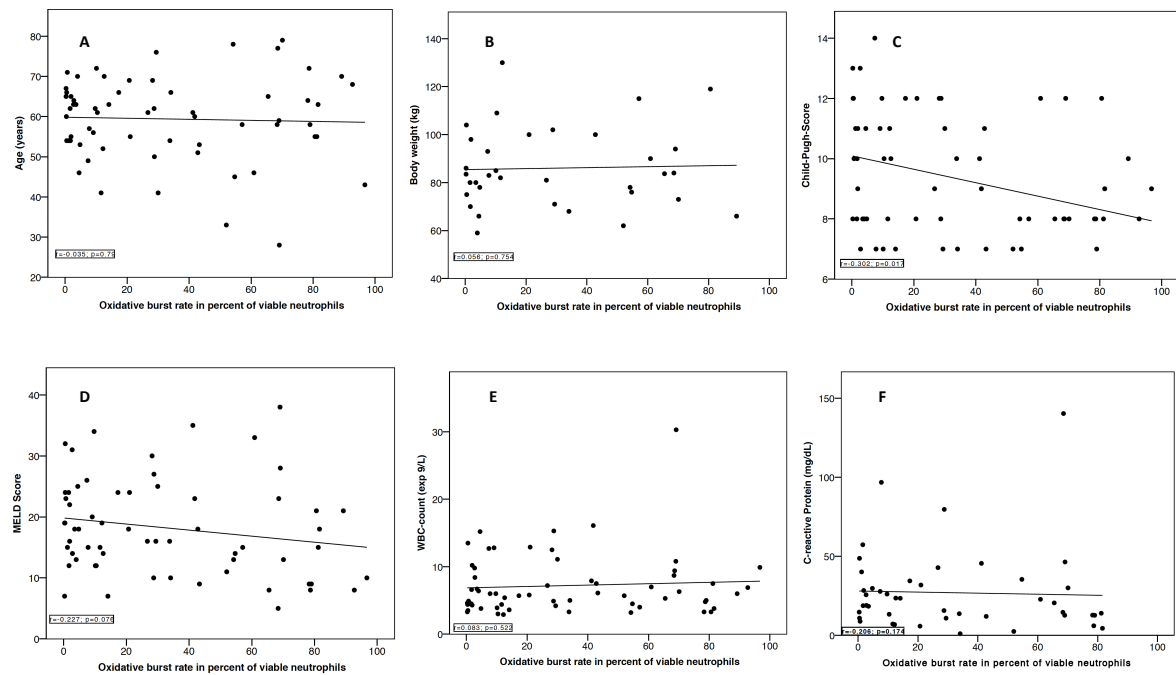 A
Age (years)
80
70
60
50
40
30
20
r=-0.035; p=0.79
0 20 40 60 80 100
Oxidative burst rate in percent of viable neutrophils
B
Body weight (kg)
140
120
100
80
60
40
r=0.056; p=0.754
0 20 40 60 80 100
Oxidative burst rate in percent of viable neutrophils
C
Child-Pugh-Score
14
12
10
8
6
r=-0.302; p=0.017
0 20 40 60 80 100
Oxidative burst rate in percent of viable neutrophils
D
MELD Score
40
30
20
10
0
r=-0.227; p=0.076
0 20 40 60 80 100
Oxidative burst rate in percent of viable neutrophils
E
WBC-count (exp 9/L)
30
20
10
0
r=0.083; p=0.522
0 20 40 60 80 100
Oxidative burst rate in percent of viable neutrophils
F
C-reactive Protein (mg/dL)
150
100
50
0
r=-0.206; p=0.174
0 20 40 60 80 100
Oxidative burst rate in percent of viable neutrophils